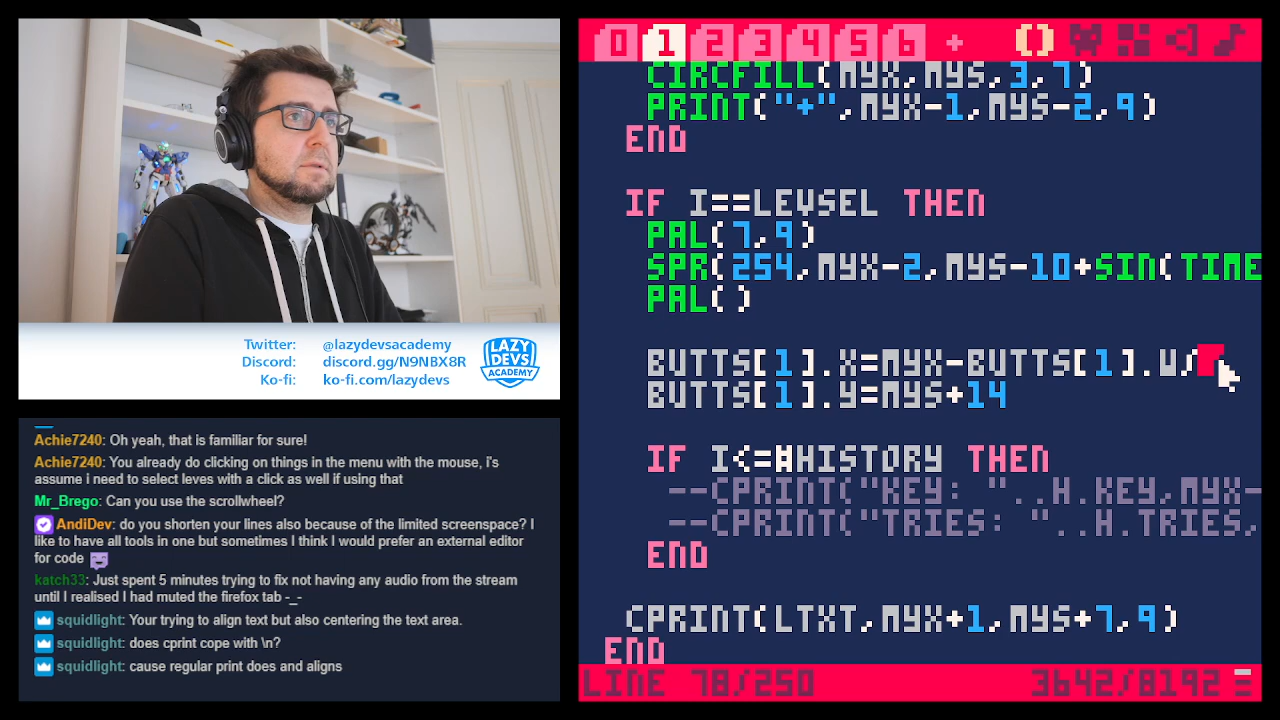 Twitter: @lazydevsacademy
Discord: discord.gg/N9NBX8R
Ko-fi: ko-fi.com/lazydevs
LAZY
DEVS
ACADEMY
Achie7240: Oh yeah, that is familiar for sure!
Achie7240: You already do clicking on things in the menu with the mouse, i's
assume i need to select leves with a click as well if using that
Mr_Brego: Can you use the scrollwheel?
AndiDev: do you shorten your lines also because of the limited screenspace? I
like to have all tools in one but sometimes I think I would prefer an external editor
for code
katch33: Just spent 5 minutes trying to fix not having any audio from the stream
until I realised I had muted the firefox tab -_-
squidlight: Your trying to align text but also centering the text area.
squidlight: does cprint cope with \n?
squidlight: cause regular print does and aligns
0 1 2 3 4 5 6 + ()
CIRCFILL(MYX,MYS,3,7)
PRINT("+",MYX-1,MYS-2,9)
END
IF I==LEVSEL THEN
PAL(7,9)
SPR(254,MYX-2,MYS-10+SIN(TIME
PAL()
BUTTS[1].X=MYX-BUTTS[1].W/
BUTTS[1].Y=MYS+14
IF I<=#HISTORY THEN
--CPRINT("KEY: "..H.KEY,MYX-
--CPRINT("TRIES: "..H.TRIES,
END
CPRINT(LTXT,MYX+1,MYS+7,9)
END
LINE 78/250 3642/8192